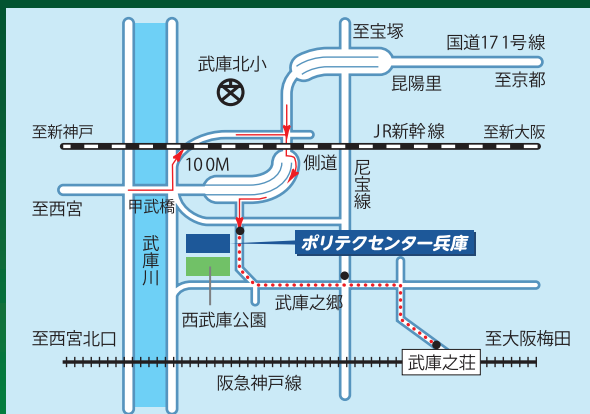 至宝塚
国道171号線
武庫北小
昆陽里
至京都
至新神戸
JR新幹線
至新大阪
100M
側道
尼宝線
至西宮
甲武橋
武庫川
ポリテクセンター兵庫
西武庫公園
武庫之郷
至西宮北口
至大阪梅田
武庫之荘
阪急神戸線